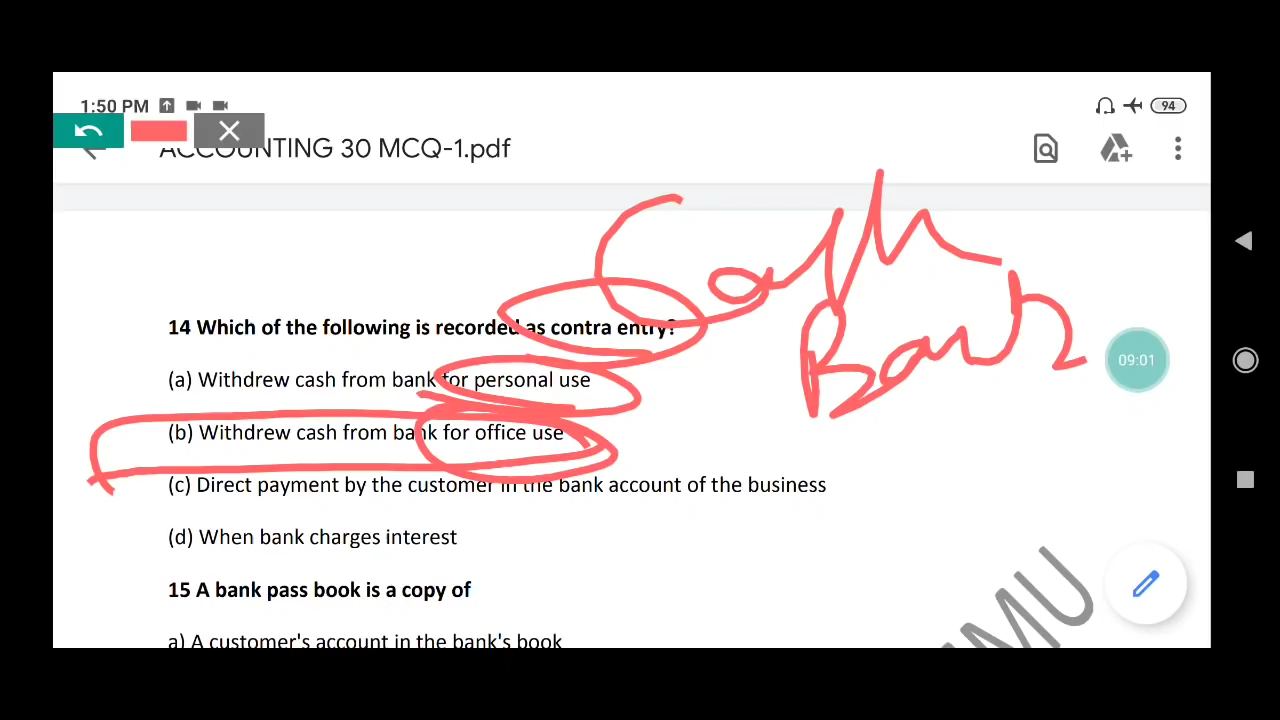 1:50 PM
94
ACCOUNTING 30 MCQ-1.pdf
Cash
Bank
14 Which of the following is recorded as contra entry?
(a) Withdrew cash from bank for personal use
09:01
(b) Withdrew cash from bank for office use
(c) Direct payment by the customer in the bank account of the business
(d) When bank charges interest
15 A bank pass book is a copy of
a) A customer's account in the bank's book